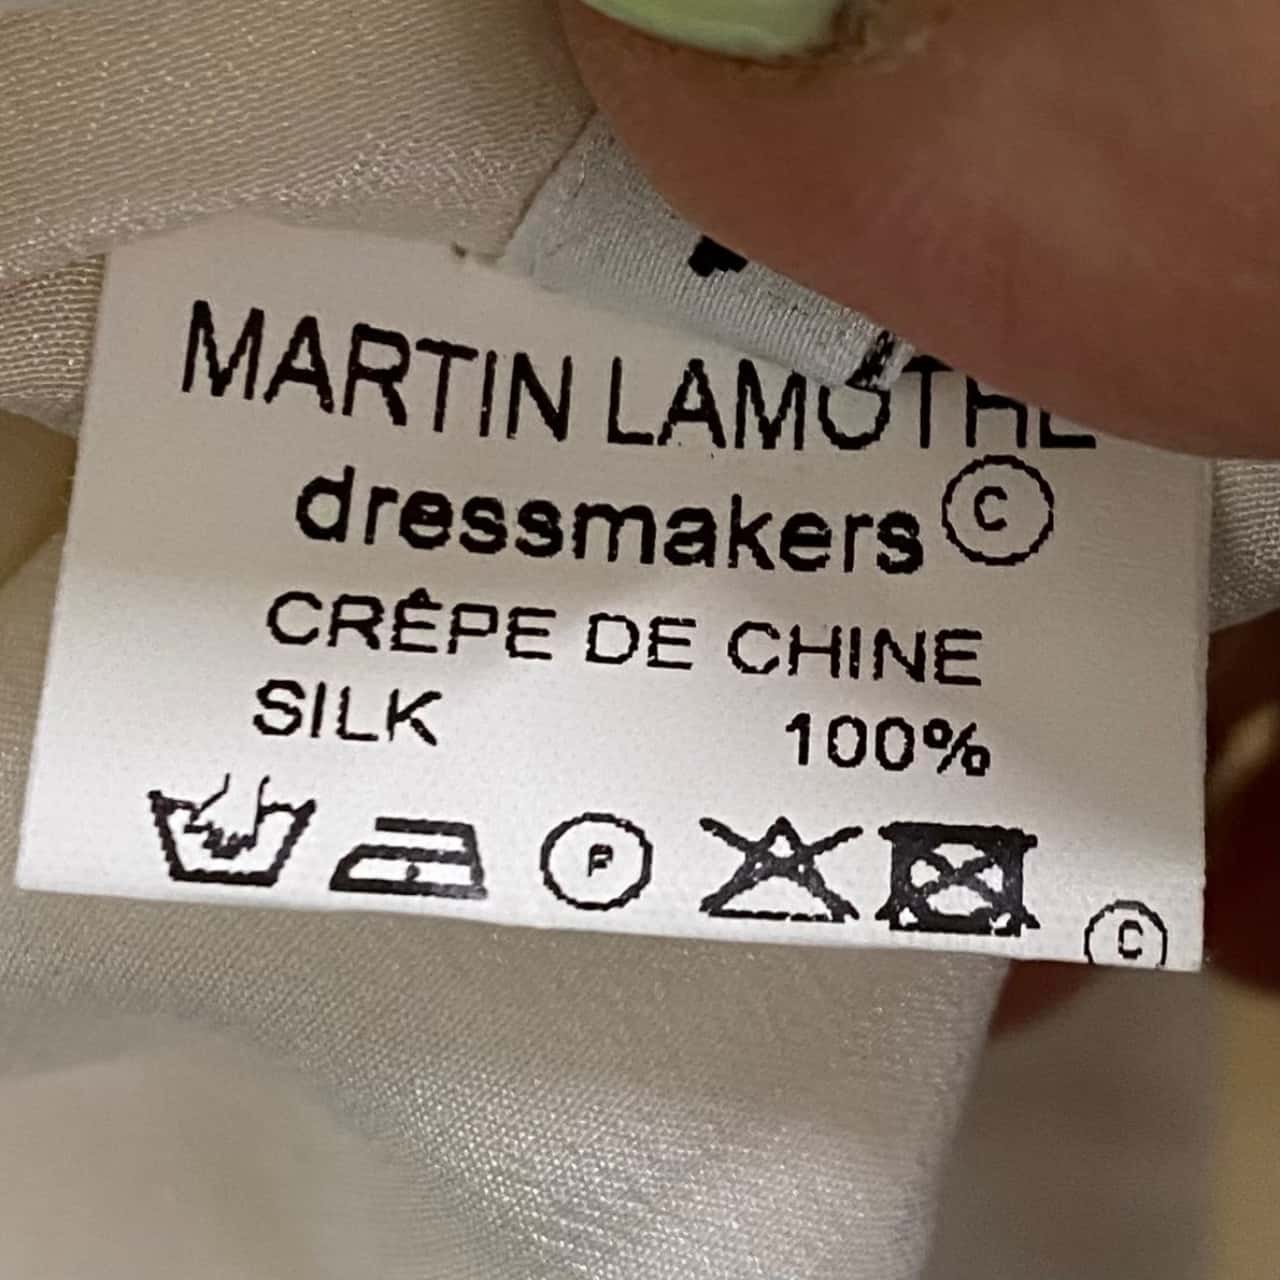 MARTIN LAMOTHE
dressmakers ©
CRÊPE DE CHINE
SILK 100%
P
©